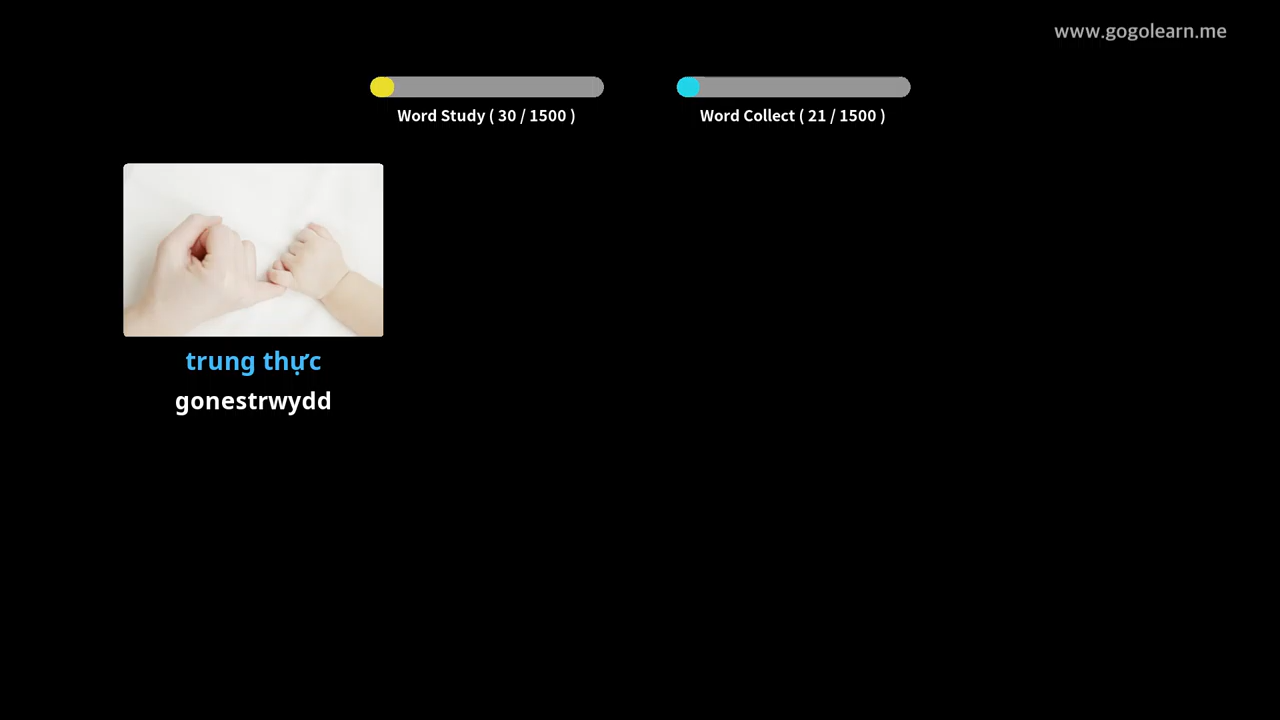 www.gogolearn.me
Word Study ( 30 / 1500 )
Word Collect ( 21 / 1500 )
trung thực
gonestrwydd